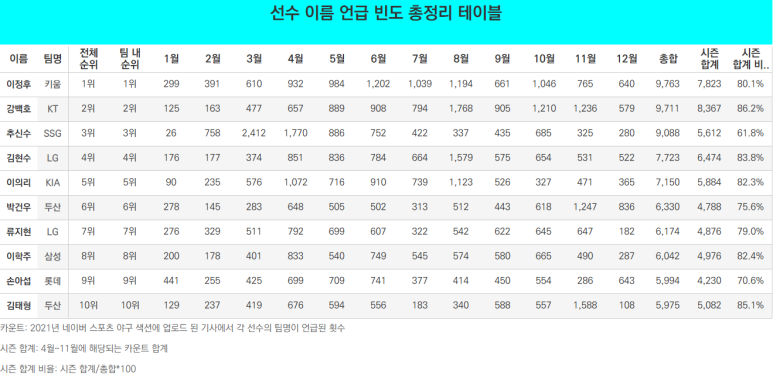 선수 이름 언급 빈도 총정리 테이블
이름 팀명 전체 순위 팀 내 순위 1월 2월 3월 4월 5월 6월 7월 8월 9월 10월 11월 12월 총합 시즌 합계 시즌 합계 비..
이정후 키움 1위 1위 299 391 610 932 984 1,202 1,039 1,194 661 1,046 765 640 9,763 7,823 80.1%
강백호 KT 2위 2위 125 163 477 657 889 908 794 1,768 905 1,210 1,236 579 9,711 8,367 86.2%
추신수 SSG 3위 3위 26 758 2,412 1,770 886 752 422 337 435 685 325 280 9,088 5,612 61.8%
김현수 LG 4위 4위 176 177 374 851 836 784 664 1,579 575 654 531 522 7,723 6,474 83.8%
이의리 KIA 5위 5위 90 235 576 1,072 716 910 739 1,123 526 327 471 365 7,150 5,884 82.3%
박건우 두산 6위 6위 278 145 283 648 505 502 313 512 443 618 1,247 836 6,330 4,788 75.6%
류지현 LG 7위 7위 276 329 511 792 699 607 322 542 622 645 647 182 6,174 4,876 79.0%
이학주 삼성 8위 8위 200 178 401 833 540 749 545 574 580 665 490 287 6,042 4,976 82.4%
손아섭 롯데 9위 9위 441 255 425 699 709 741 377 414 450 554 286 643 5,994 4,230 70.6%
김태형 두산 10위 10위 129 237 419 676 594 556 183 340 588 557 1,588 108 5,975 5,082 85.1%
카운트: 2021년 네이버 스포츠 야구 섹션에 업로드 된 기사에서 각 선수의 팀명이 언급된 횟수
시즌 합계: 4월~11월에 해당되는 카운트 합계
시즌 합계 비율: 시즌 합계/총합*100